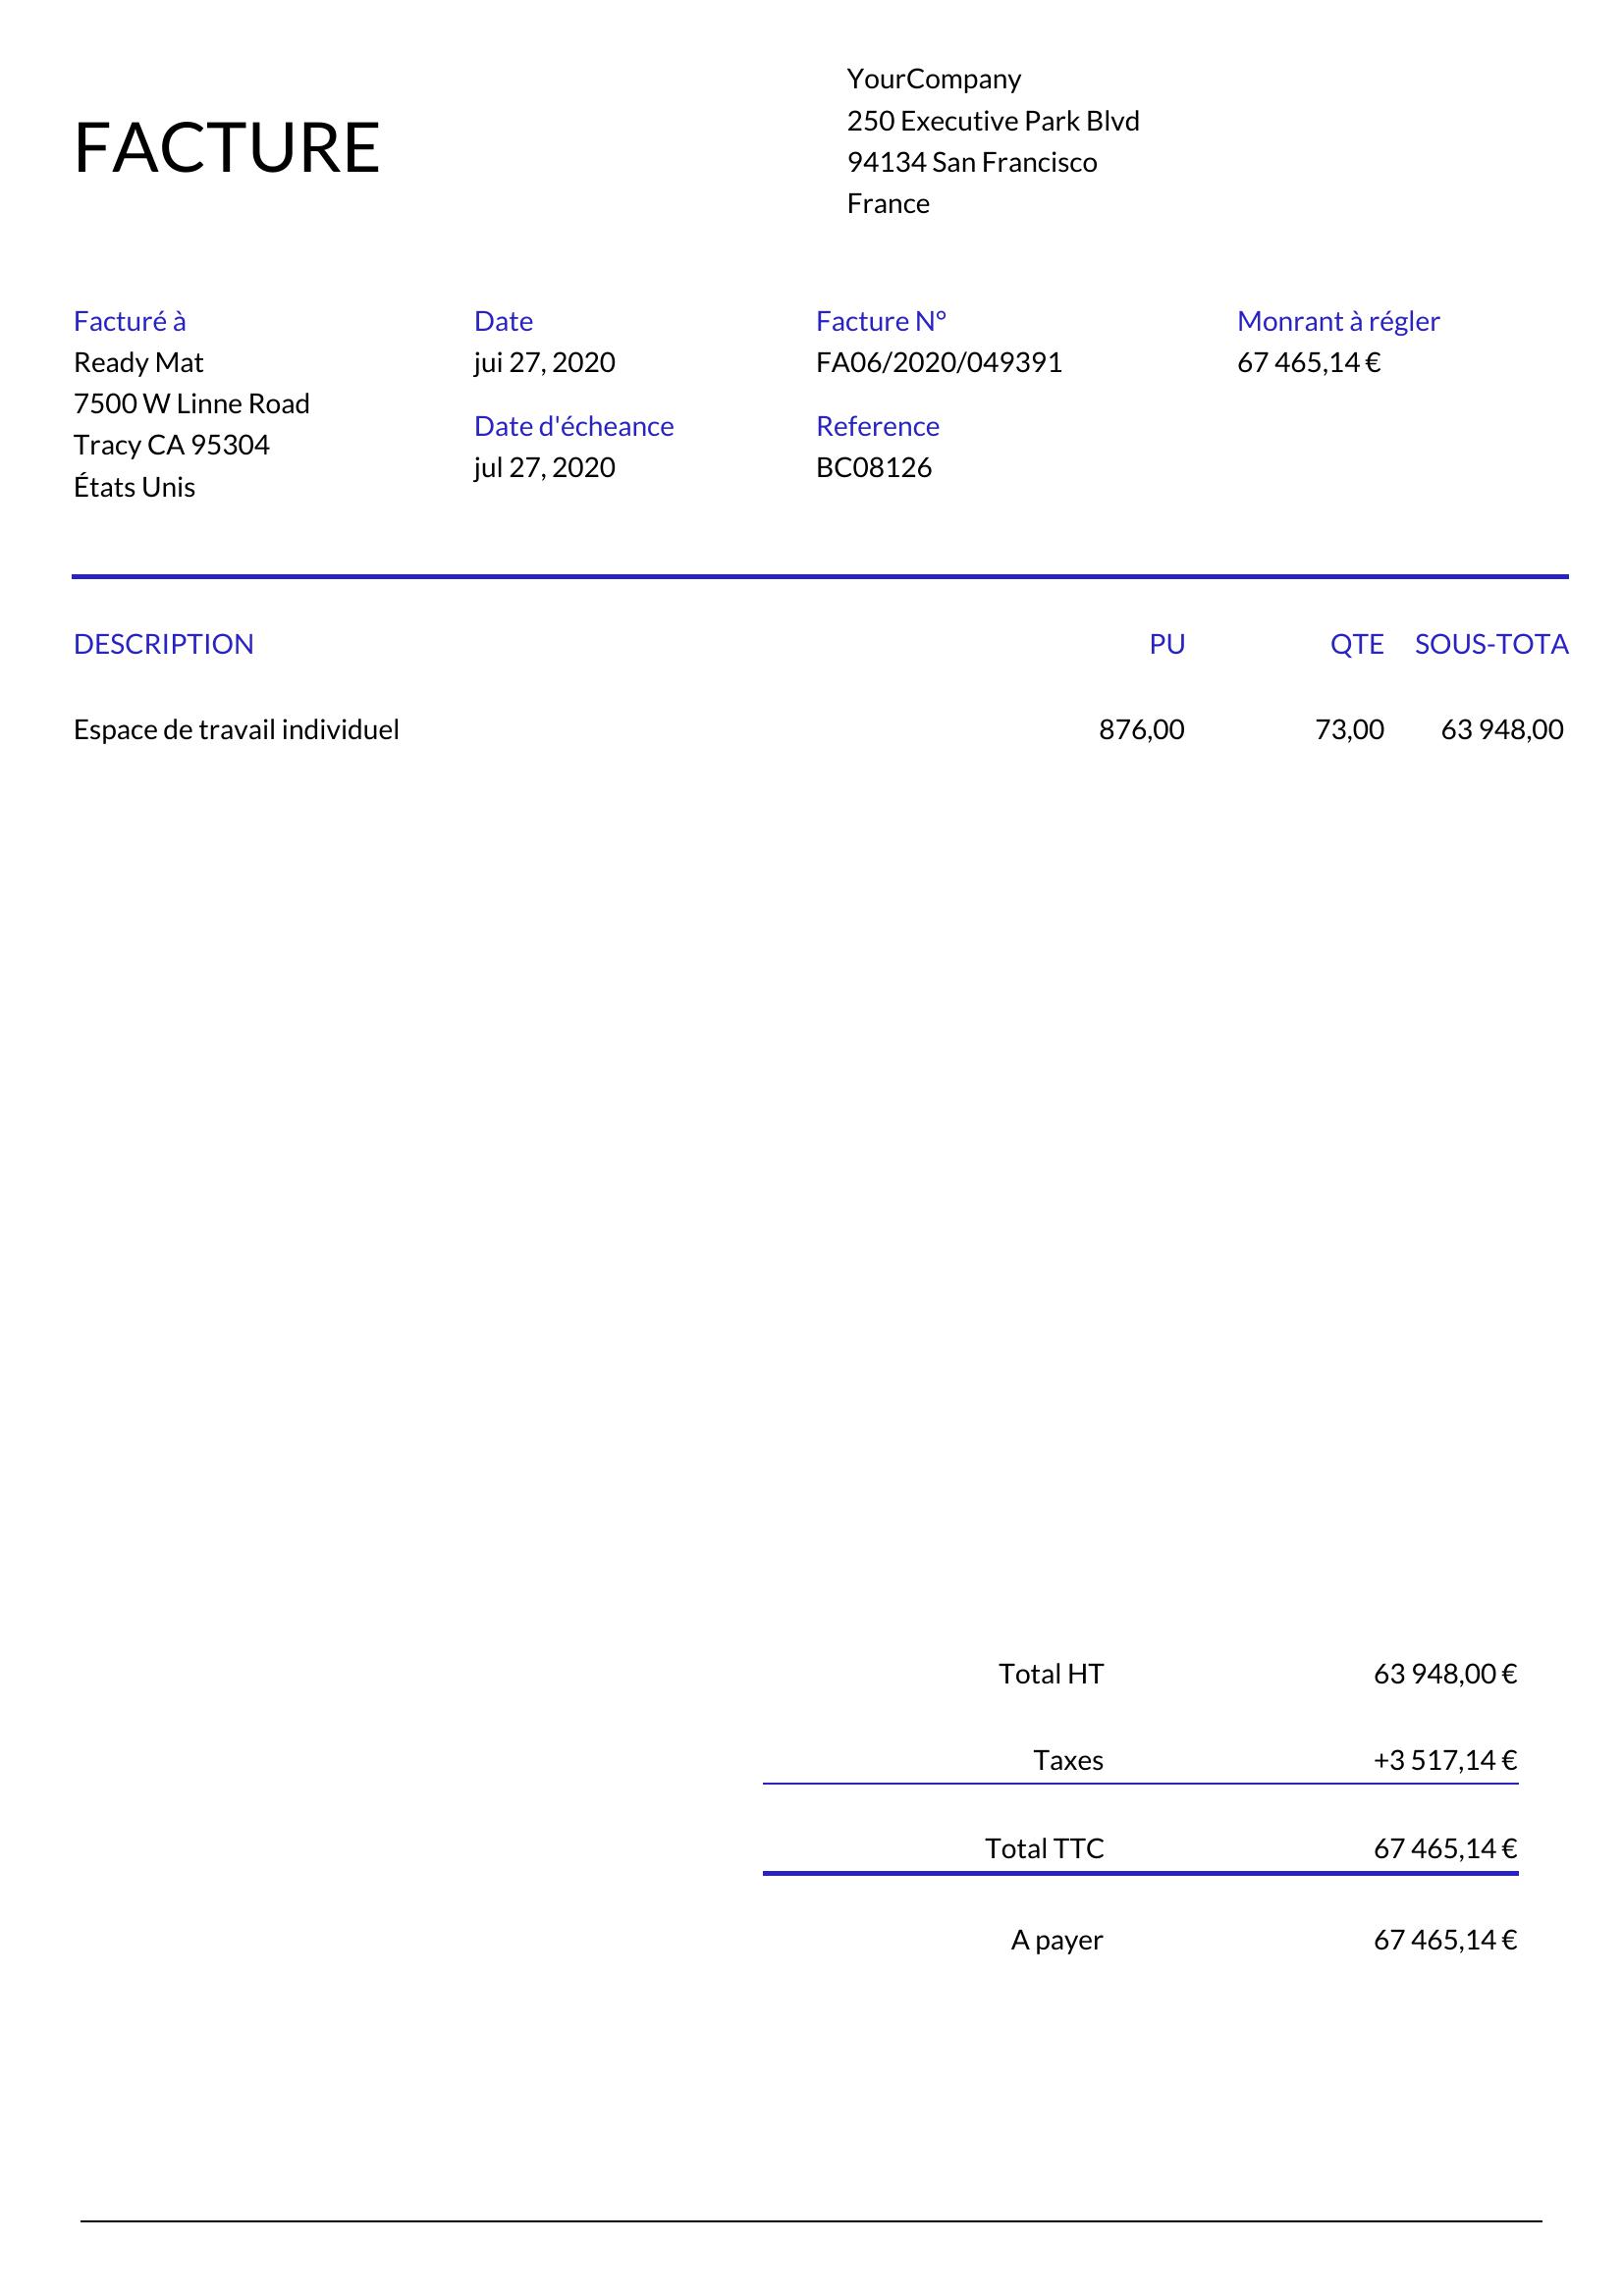 YourCompany
250 Executive Park Blvd
94134 San Francisco
France
FACTURE
Facturé à
Ready Mat
7500 W Linne Road
Tracy CA 95304
États Unis
Date
jui 27, 2020
Date d'écheance
jul 27, 2020
Facture N°
FA06/2020/049391
Reference
BC08126
Monrant à régler
67 465,14 €
DESCRIPTION PU QTE SOUS-TOTA
Espace de travail individuel 876,00 73,00 63 948,00
Total HT 63 948,00 €
Taxes +3 517,14 €
Total TTC 67 465,14 €
A payer 67 465,14 €